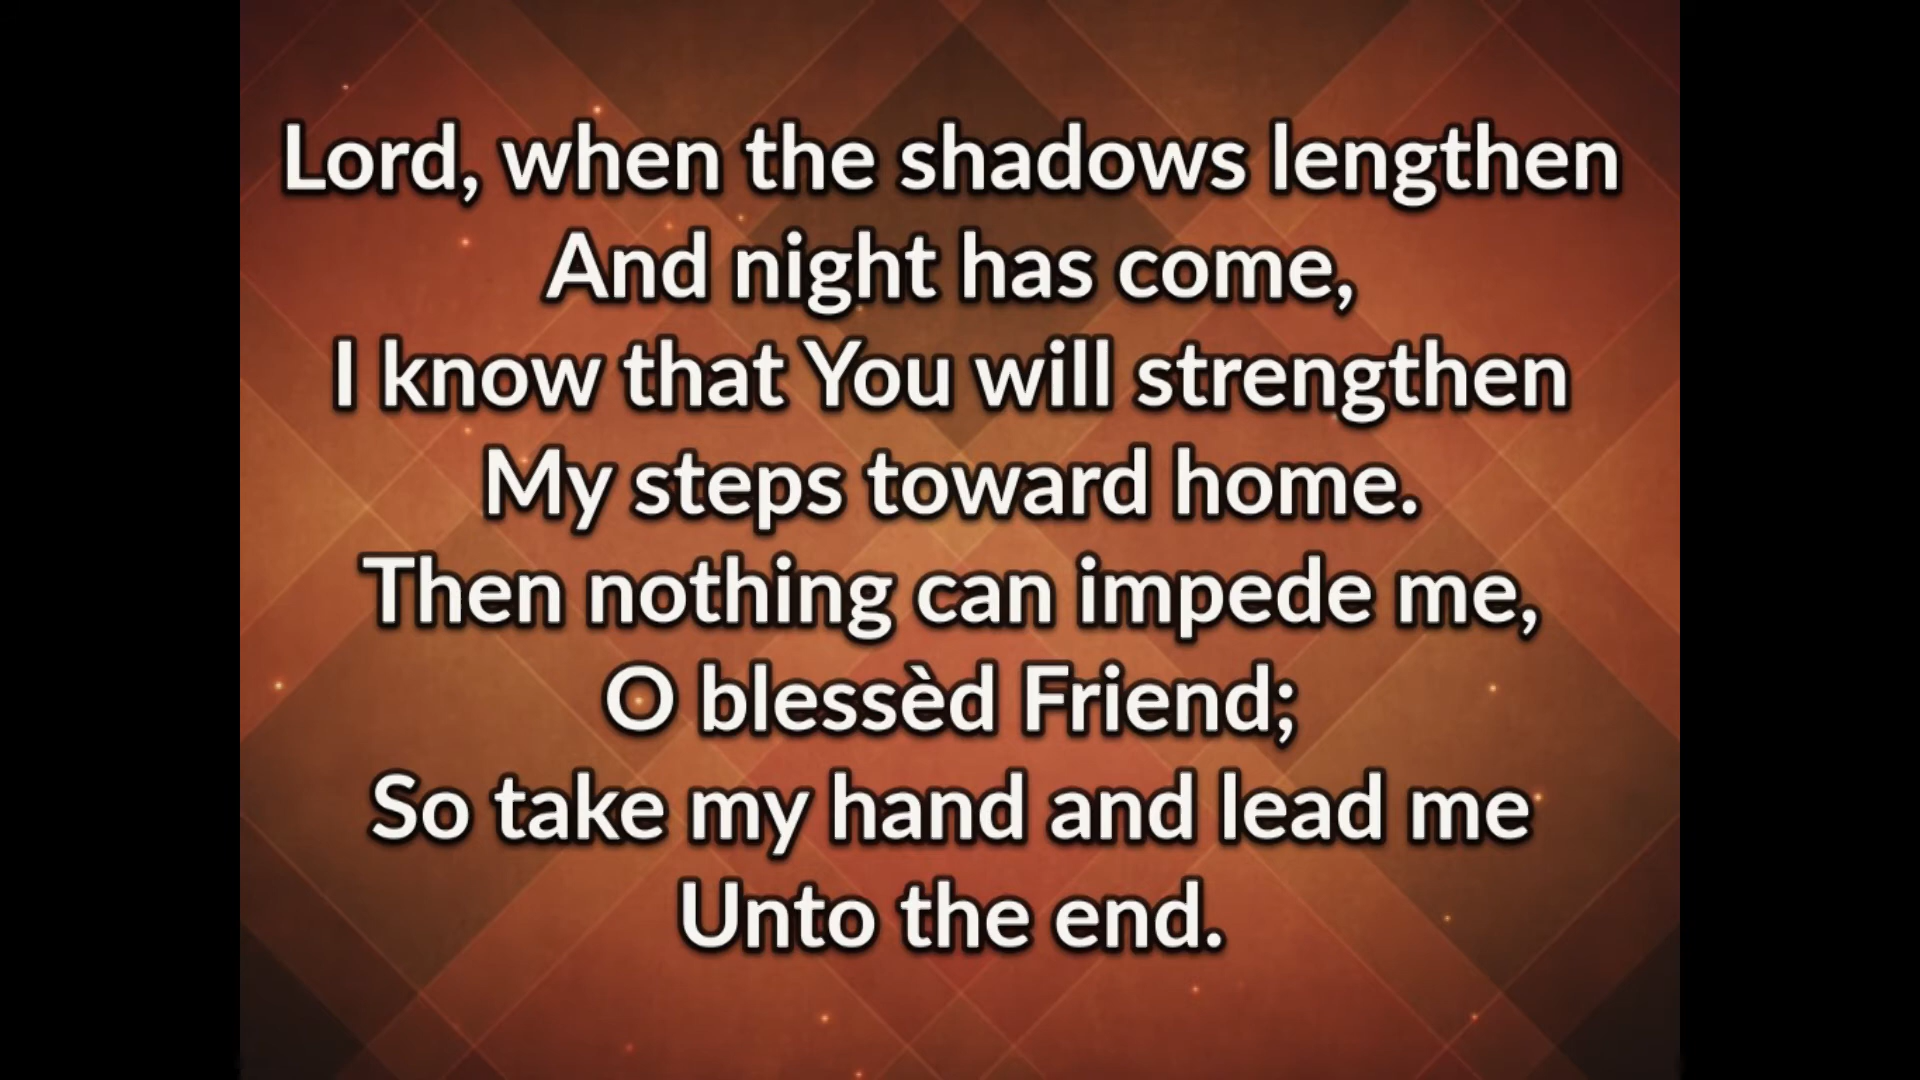 Lord, when the shadows lengthen
And night has come,
I know that You will strengthen
My steps toward home.
Then nothing can impede me,
O blessèd Friend;
So take my hand and lead me
Unto the end.